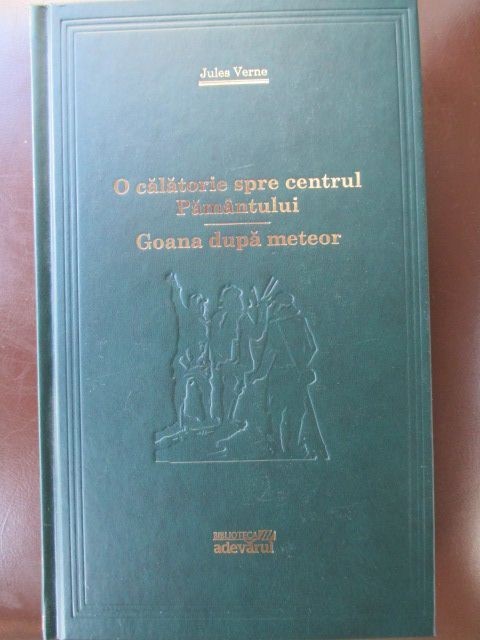 Jules Verne
O călătorie spre centrul
Pământului
Goana după meteor
BIBLIOTECA
adevărul